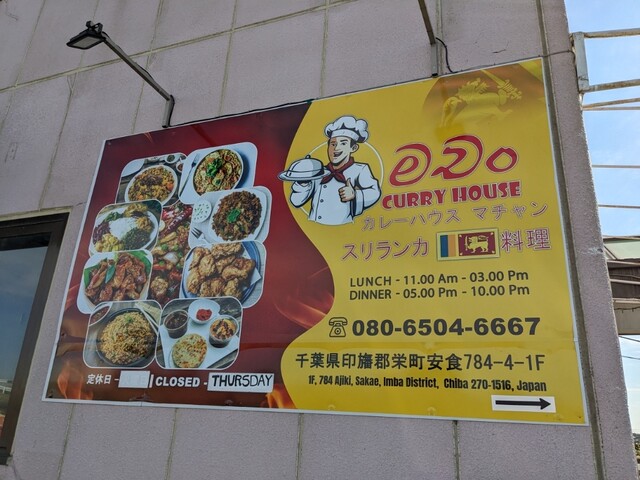 මචං
CURRY HOUSE
カレーハウス マチャン
スリランカ 料理
LUNCH - 11.00 Am - 03.00 Pm
DINNER - 05.00 Pm - 10.00 Pm
080-6504-6667
千葉県印旛郡栄町安食784-4-1F
1F, 784 Ajiki, Sakae, Imba District, Chiba 270-1516, Japan
定休日 - | CLOSED - THURSDAY